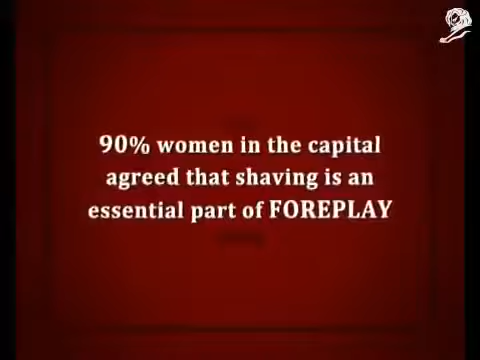 90% women in the capital
agreed that shaving is an
essential part of FOREPLAY